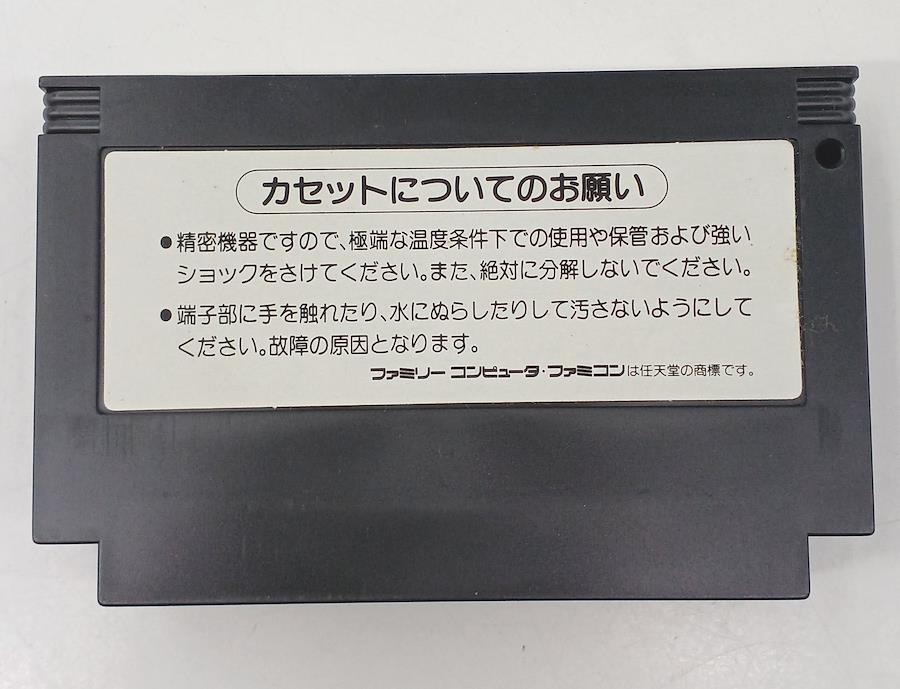 カセットについてのお願い
●精密機器ですので、極端な温度条件下での使用や保管および強い
ショックをさけてください。また、絶対に分解しないでください。
●端子部に手を触れたり、水にぬらしたりして汚さないようにして
ください。故障の原因となります。
ファミリーコンピュータ・ファミコンは任天堂の商標です。